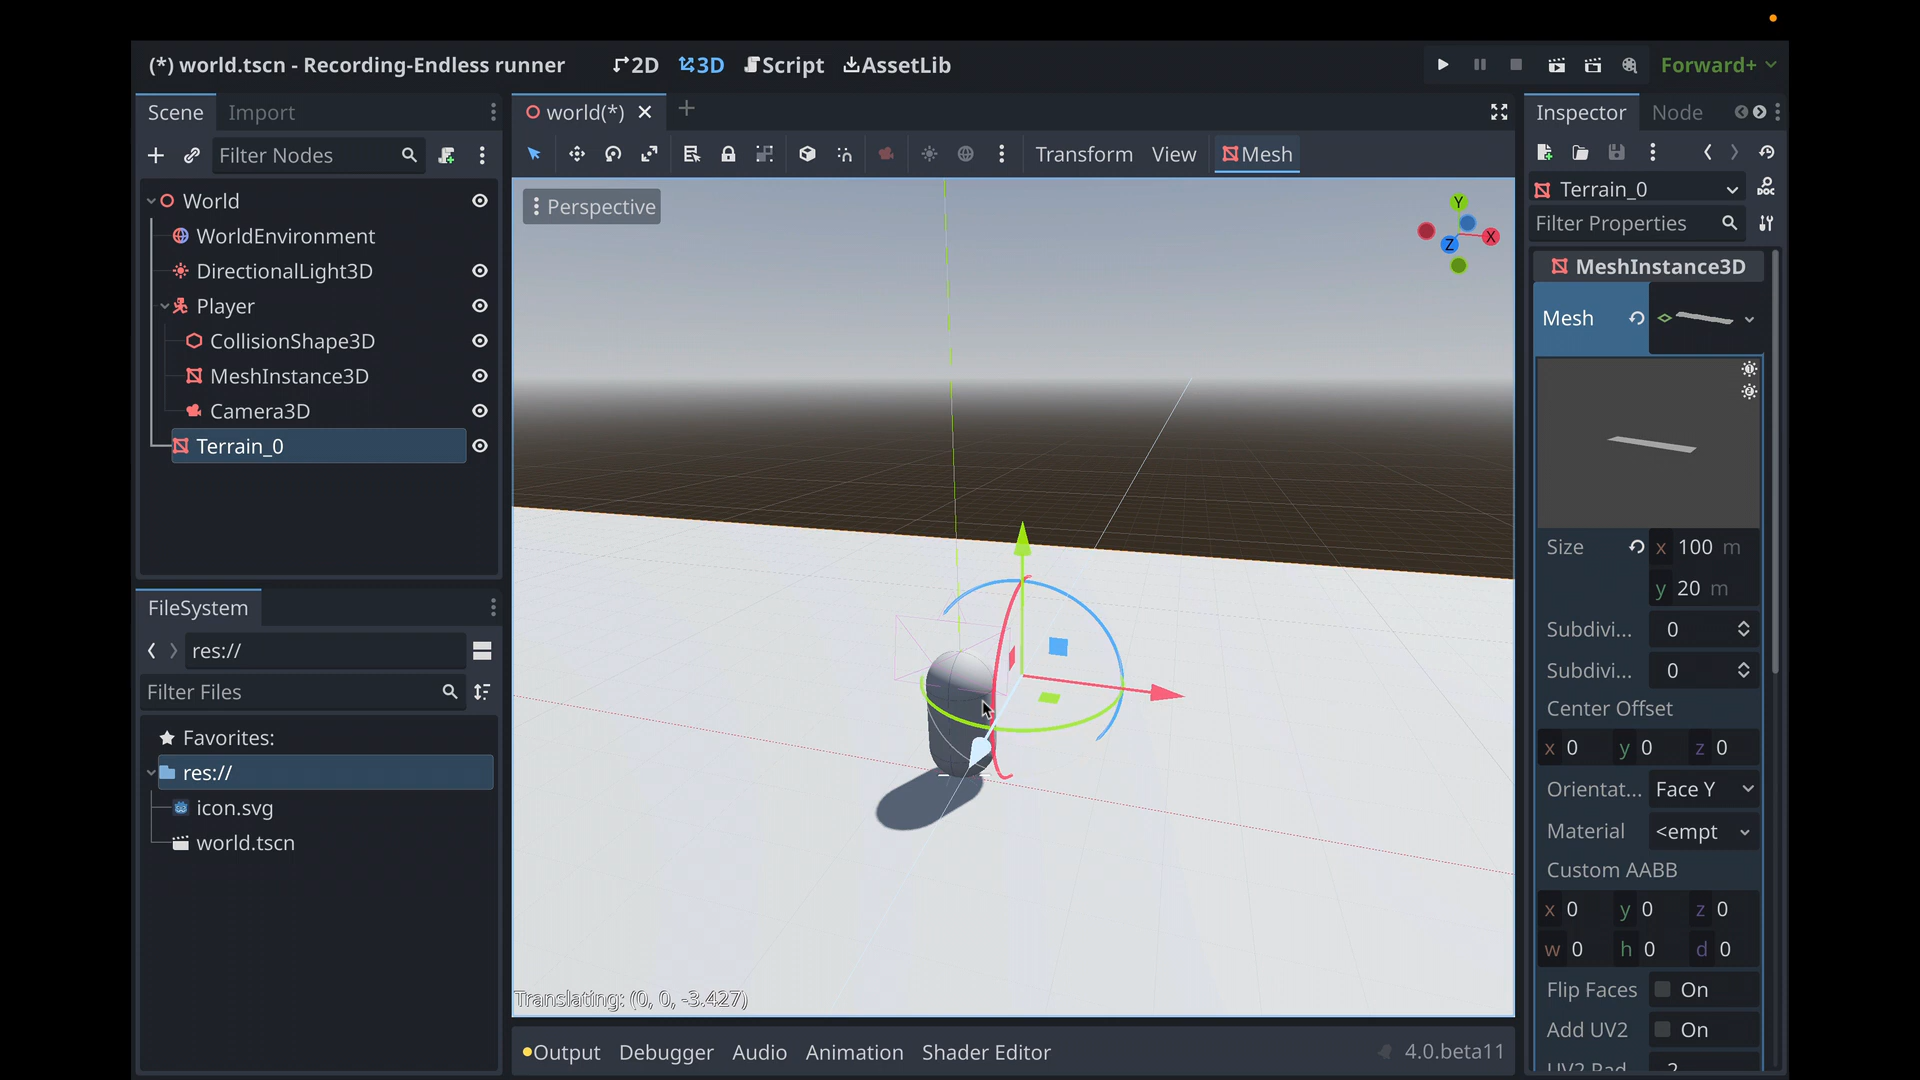 (*) world.tscn - Recording-Endless runner
2D
3D
Script
AssetLib
Forward+
Scene
Import
Filter Nodes
World
WorldEnvironment
DirectionalLight3D
Player
CollisionShape3D
MeshInstance3D
Camera3D
Terrain_0
FileSystem
res://
Filter Files
Favorites:
res://
icon.svg
world.tscn
world(*)
Transform
View
Mesh
Perspective
Y
X
Z
Translating: (0, 0, -3.427)
Output
Debugger
Audio
Animation
Shader Editor
4.0.beta11
Inspector
Node
Terrain_0
Filter Properties
MeshInstance3D
Mesh
Size x 100 m
y 20 m
Subdivi... 0
Subdivi... 0
Center Offset
x 0 y 0 z 0
Orientat... Face Y
Material <empt
Custom AABB
x 0 y 0 z 0
w 0 h 0 d 0
Flip Faces On
Add UV2 On
UV2 Pad 2